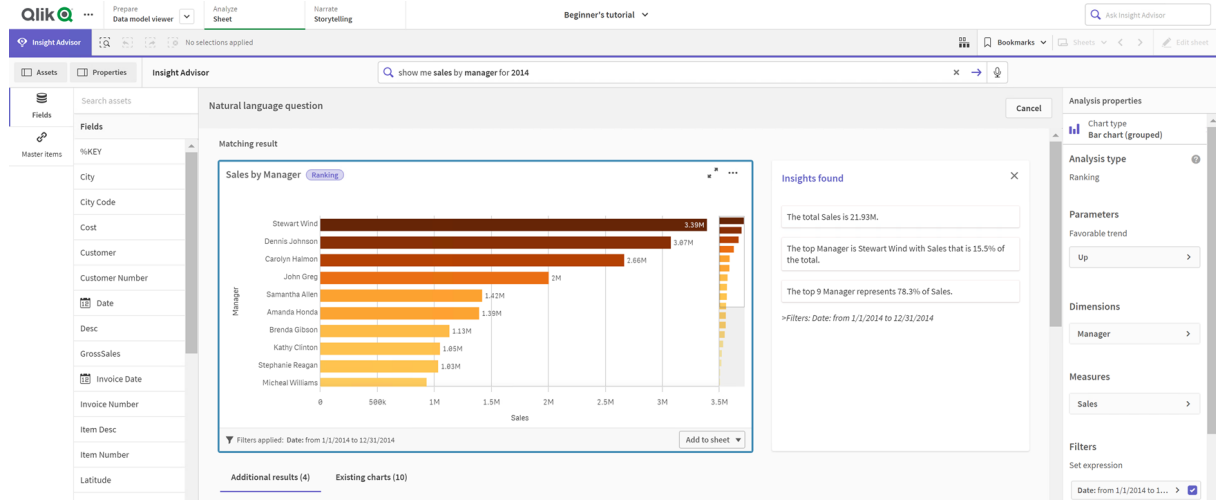 Qlik
Prepare
Data model viewer
Analyze
Sheet
Narrate
Storytelling
Beginner's tutorial
Ask Insight Advisor
Insight Advisor
No selections applied
Bookmarks
Sheets
Edit sheet
Assets
Properties
Insight Advisor
show me sales by manager for 2014
Fields
Master items
Search assets
Fields
%KEY
City
City Code
Cost
Customer
Customer Number
Date
Desc
GrossSales
Invoice Date
Invoice Number
Item Desc
Item Number
Latitude
Natural language question
Cancel
Matching result
Sales by Manager
Ranking
Manager
Stewart Wind 3.39M
Dennis Johnson 3.07M
Carolyn Halmon 2.66M
John Greg 2M
Samantha Allen 1.42M
Amanda Honda 1.39M
Brenda Gibson 1.13M
Kathy Clinton 1.05M
Stephanie Reagan 1.03M
Micheal Williams
0 500k 1M 1.5M 2M 2.5M 3M 3.5M
Sales
Filters applied: Date: from 1/1/2014 to 12/31/2014
Add to sheet
Insights found
The total Sales is 21.93M.
The top Manager is Stewart Wind with Sales that is 15.5% of
the total.
The top 9 Manager represents 78.3% of Sales.
>Filters: Date: from 1/1/2014 to 12/31/2014
Additional results (4)
Existing charts (10)
Analysis properties
Chart type
Bar chart (grouped)
Analysis type
Ranking
Parameters
Favorable trend
Up
Dimensions
Manager
Measures
Sales
Filters
Set expression
Date: from 1/1/2014 to 1...